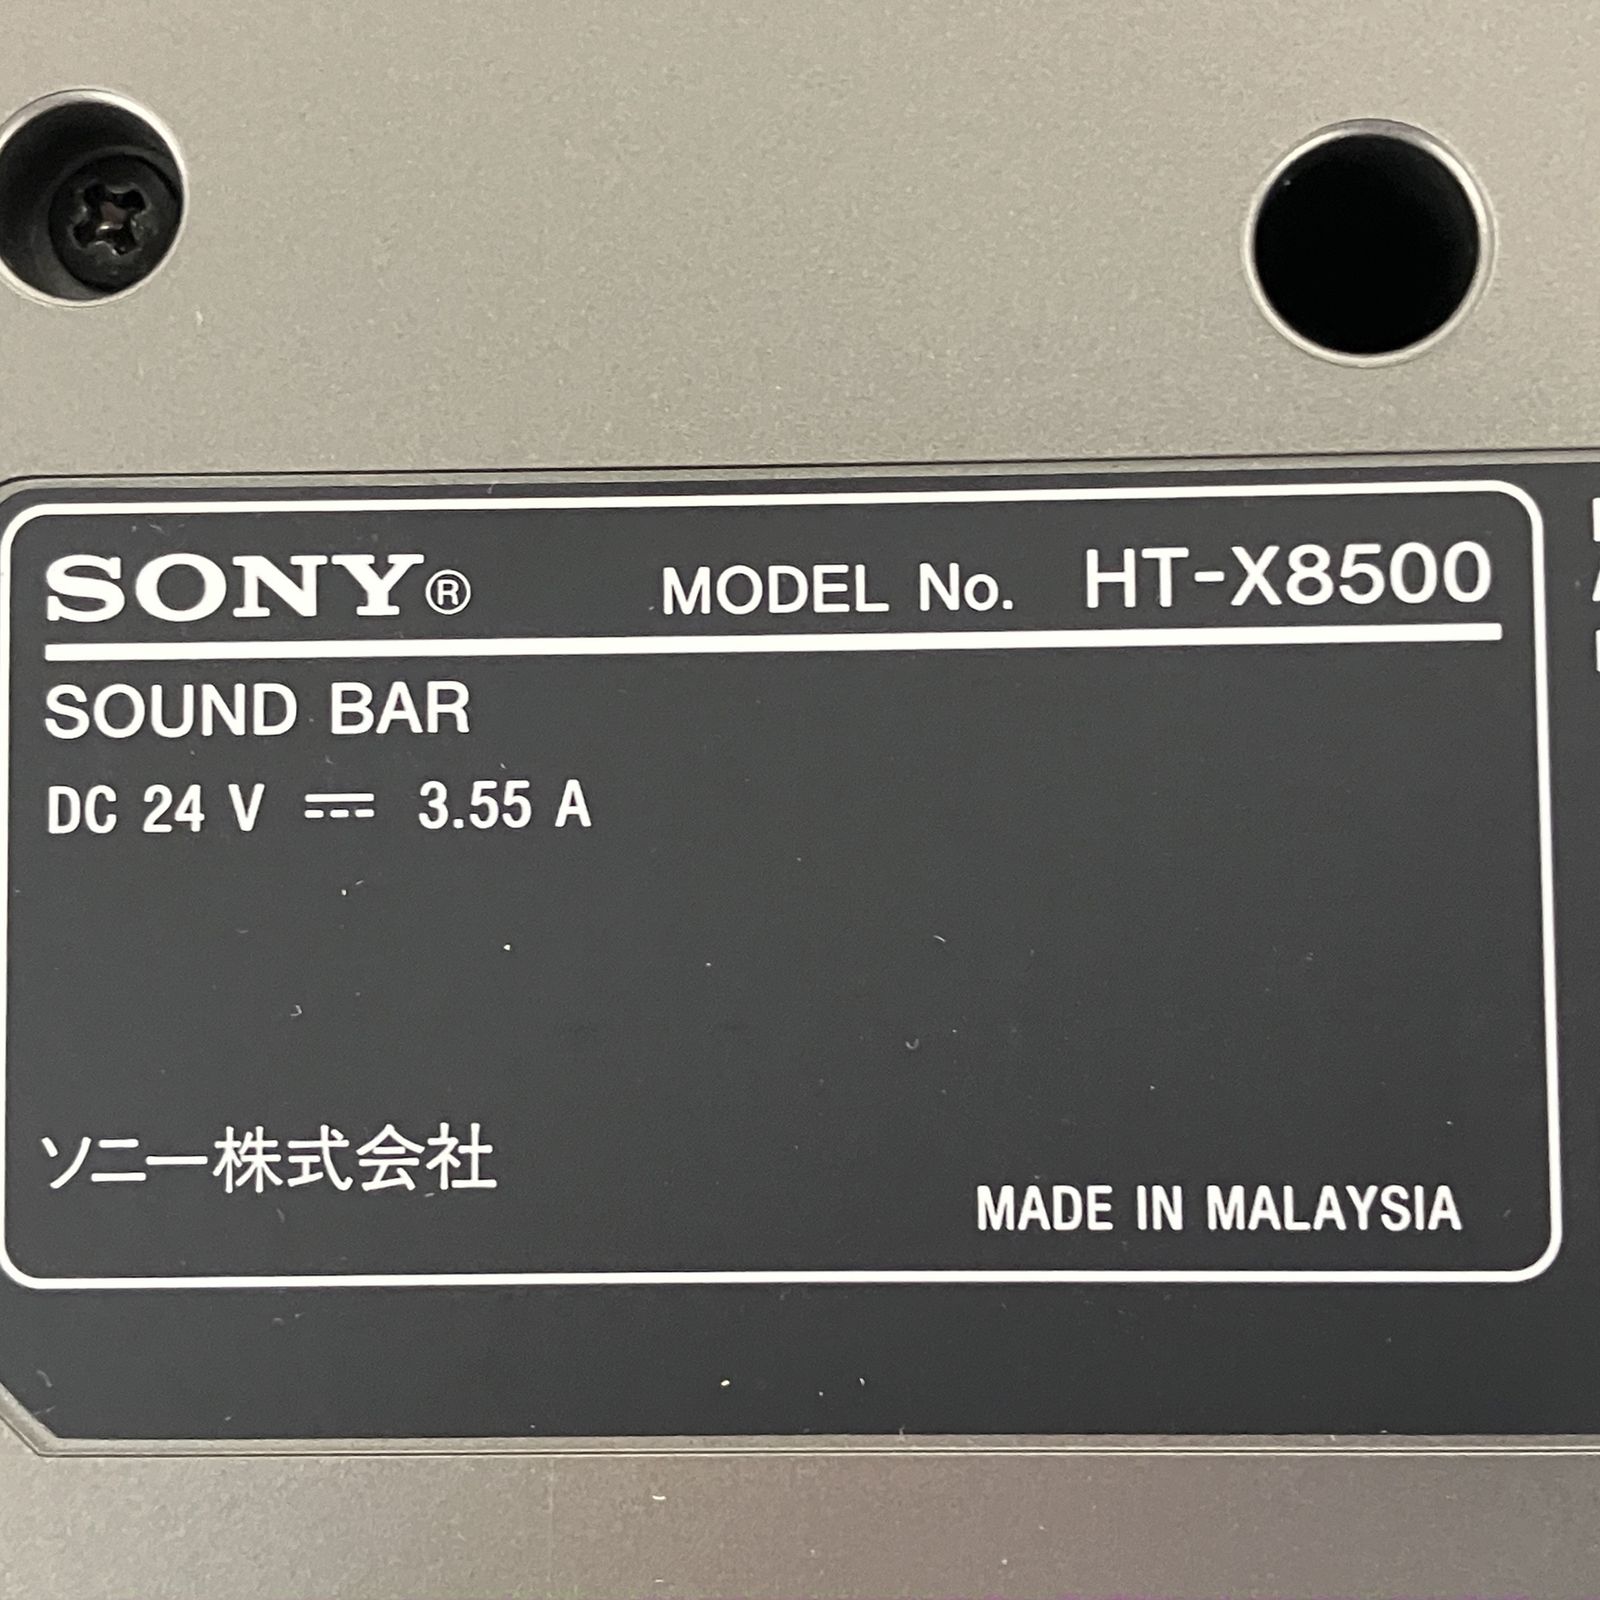 SONY® MODEL No. HT-X8500
SOUND BAR
DC 24 V ⎓ 3.55 A
ソニー株式会社
MADE IN MALAYSIA